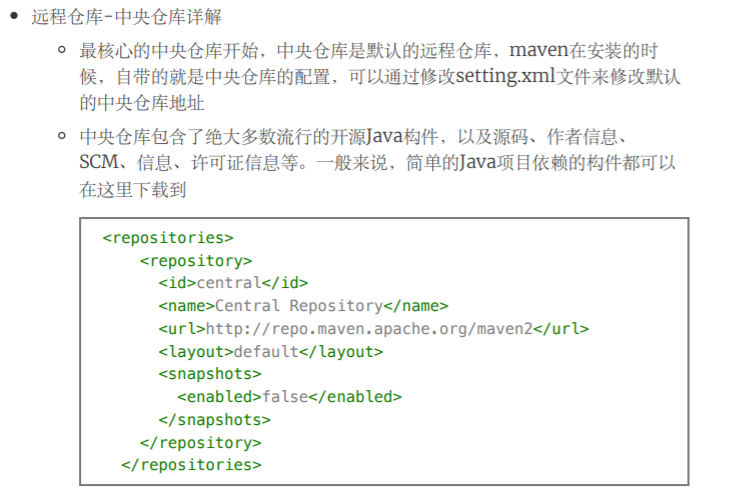 远程仓库-中央仓库详解
最核心的中央仓库开始，中央仓库是默认的远程仓库，maven在安装的时
候，自带的就是中央仓库的配置，可以通过修改setting.xml文件来修改默认
的中央仓库地址
中央仓库包含了绝大多数流行的开源Java构件，以及源码、作者信息、
SCM、信息、许可证信息等。一般来说，简单的Java项目依赖的构件都可以
在这里下载到
<repositories>
<repository>
<id>central</id>
<name>Central Repository</name>
<url>http://repo.maven.apache.org/maven2</url>
<layout>default</layout>
<snapshots>
<enabled>false</enabled>
</snapshots>
</repository>
</repositories>